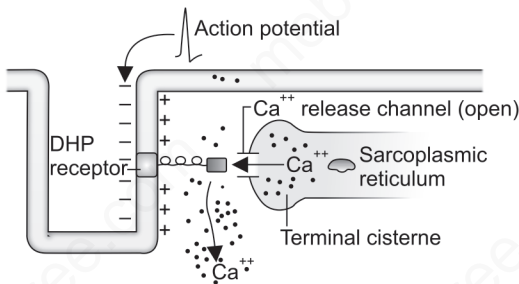 Action potential
Ca++ release channel (open)
DHP
receptor
Ca++
Sarcoplasmic
reticulum
Terminal cisterne
Ca++